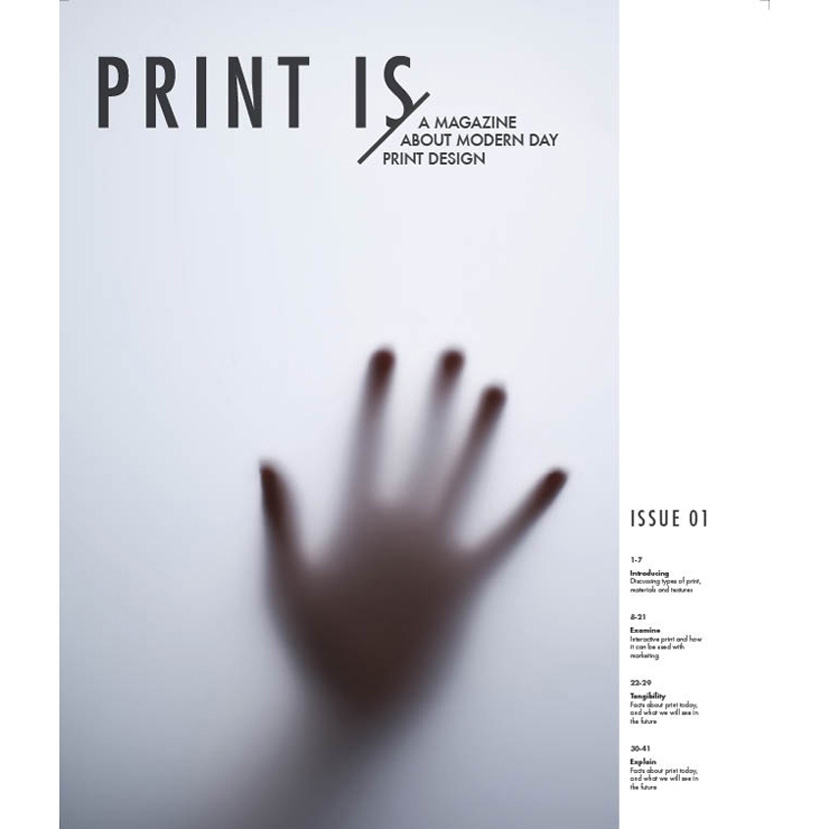 PRINT IS
A MAGAZINE
ABOUT MODERN DAY
PRINT DESIGN
ISSUE 01
1-7
Introducing
Discussing types of print,
materials and textures
8-21
Examine
Interactive print and how
it can be used with
marketing
22-29
Tangibility
Facts about print today,
and what we will see in
the future
30-41
Explain
Facts about print today,
and what we will see in
the future